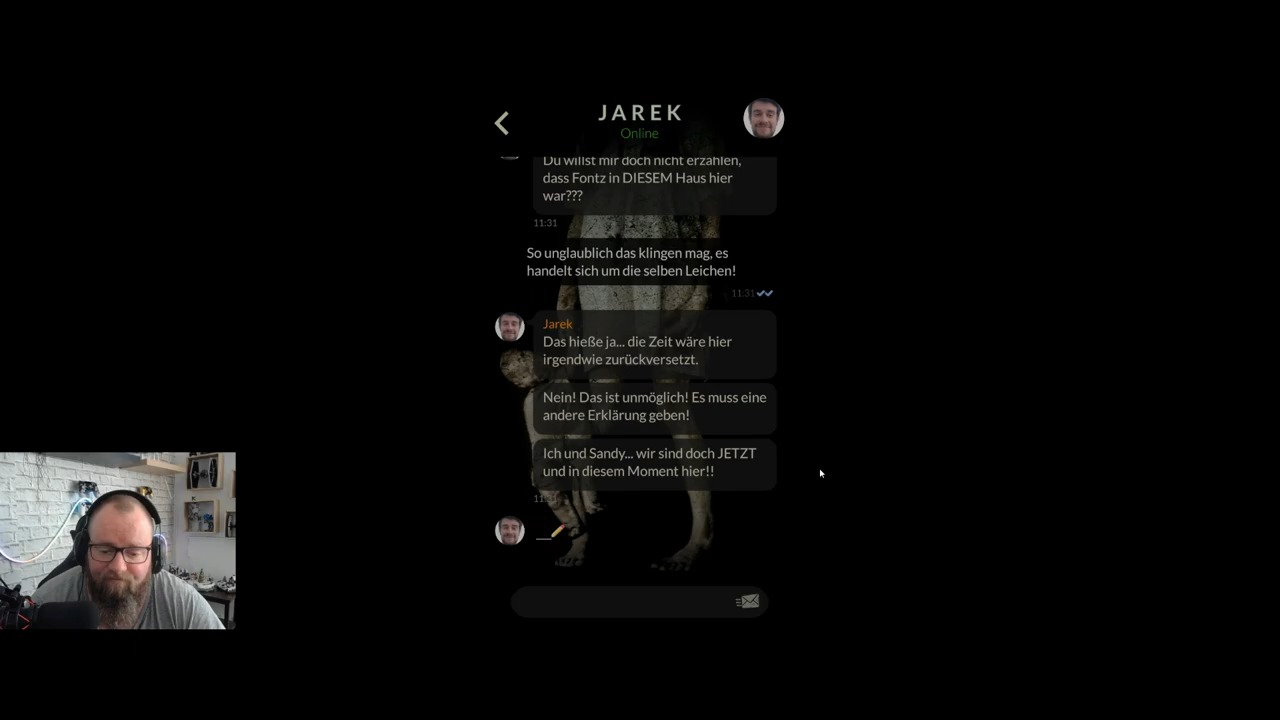 JAREK
Online
Du willst mir doch nicht erzählen,
dass Fontz in DIESEM Haus hier
war???
11:31
So unglaublich das klingen mag, es
handelt sich um die selben Leichen!
11:31
Jarek
Das hieße ja... die Zeit wäre hier
irgendwie zurückversetzt.
Nein! Das ist unmöglich! Es muss eine
andere Erklärung geben!
Ich und Sandy... wir sind doch JETZT
und in diesem Moment hier!!
11:31